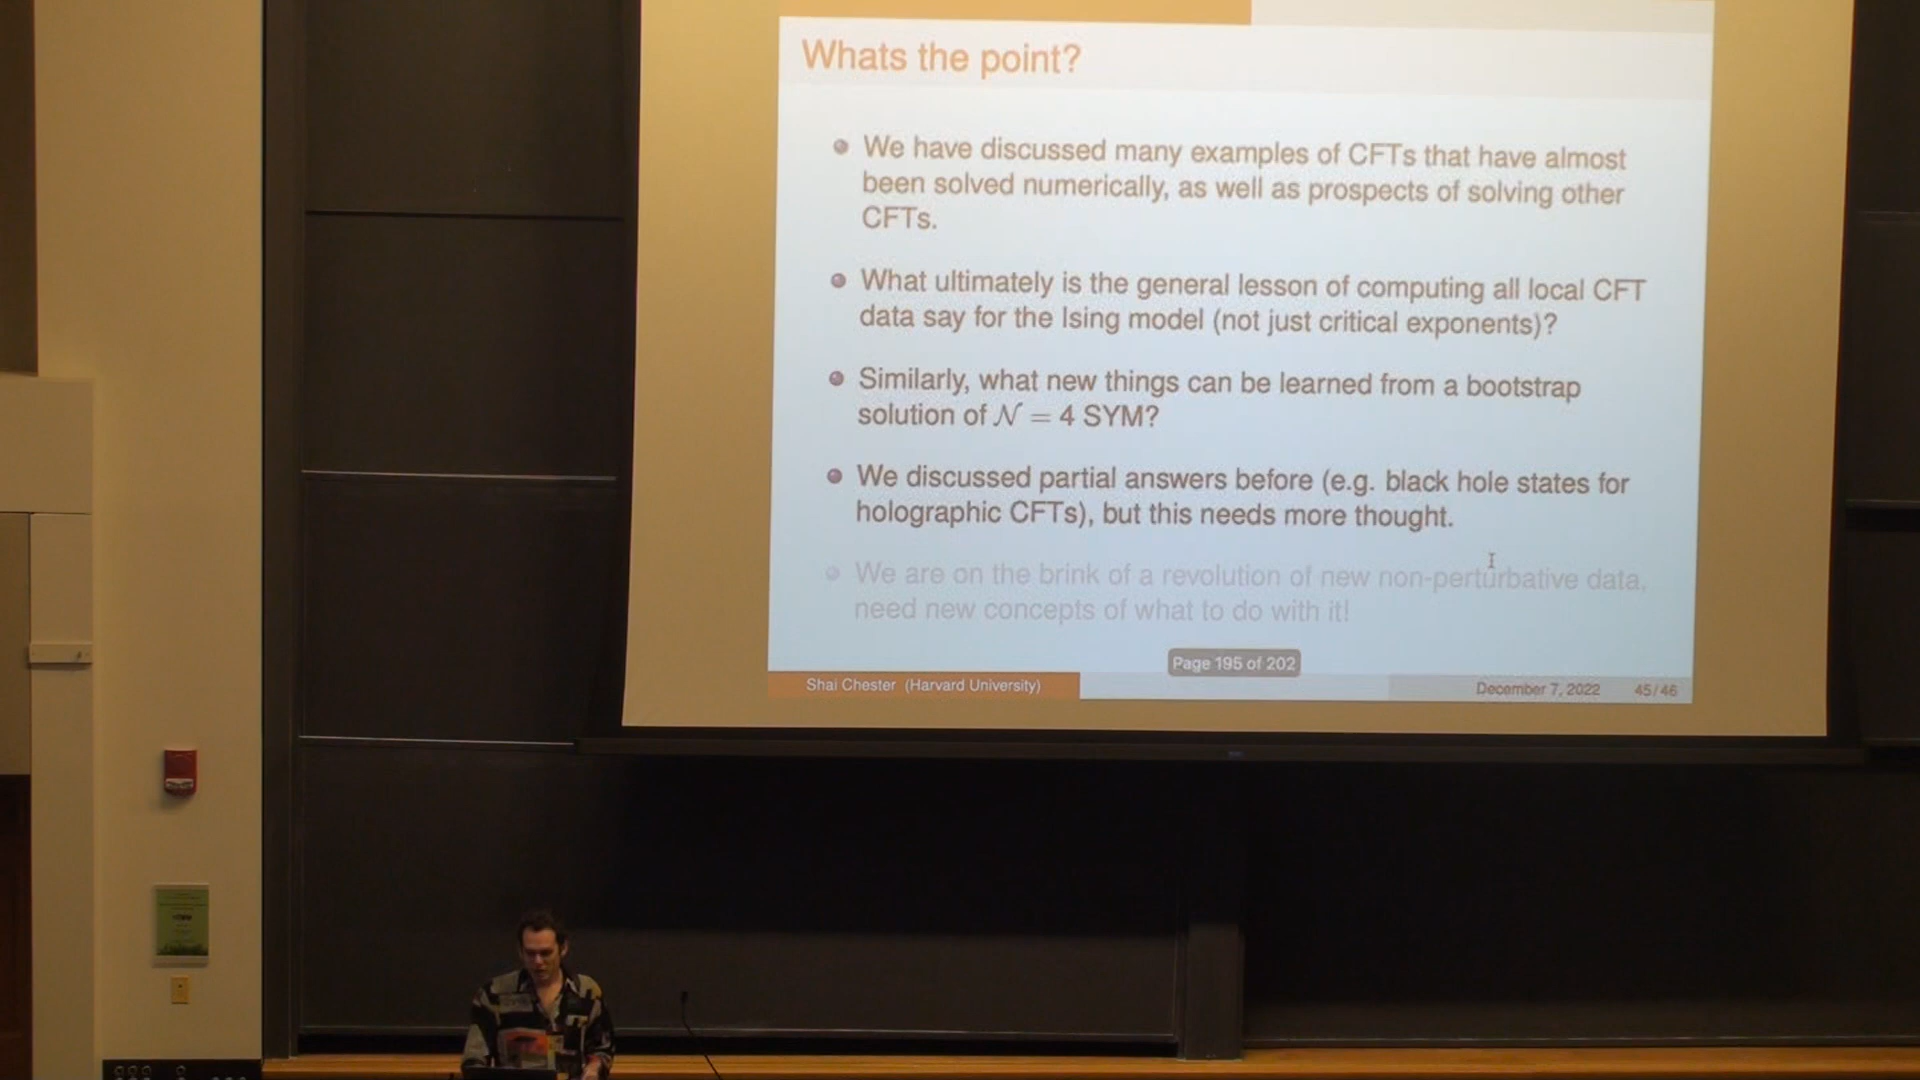 Whats the point?
We have discussed many examples of CFTs that have almost
been solved numerically, as well as prospects of solving other
CFTs.
What ultimately is the general lesson of computing all local CFT
data say for the Ising model (not just critical exponents)?
Similarly, what new things can be learned from a bootstrap
solution of 𝒩 = 4 SYM?
We discussed partial answers before (e.g. black hole states for
holographic CFTs), but this needs more thought.
We are on the brink of a revolution of new non-perturbative data,
need new concepts of what to do with it!
Page 195 of 202
Shai Chester (Harvard University)
December 7, 2022
45/46